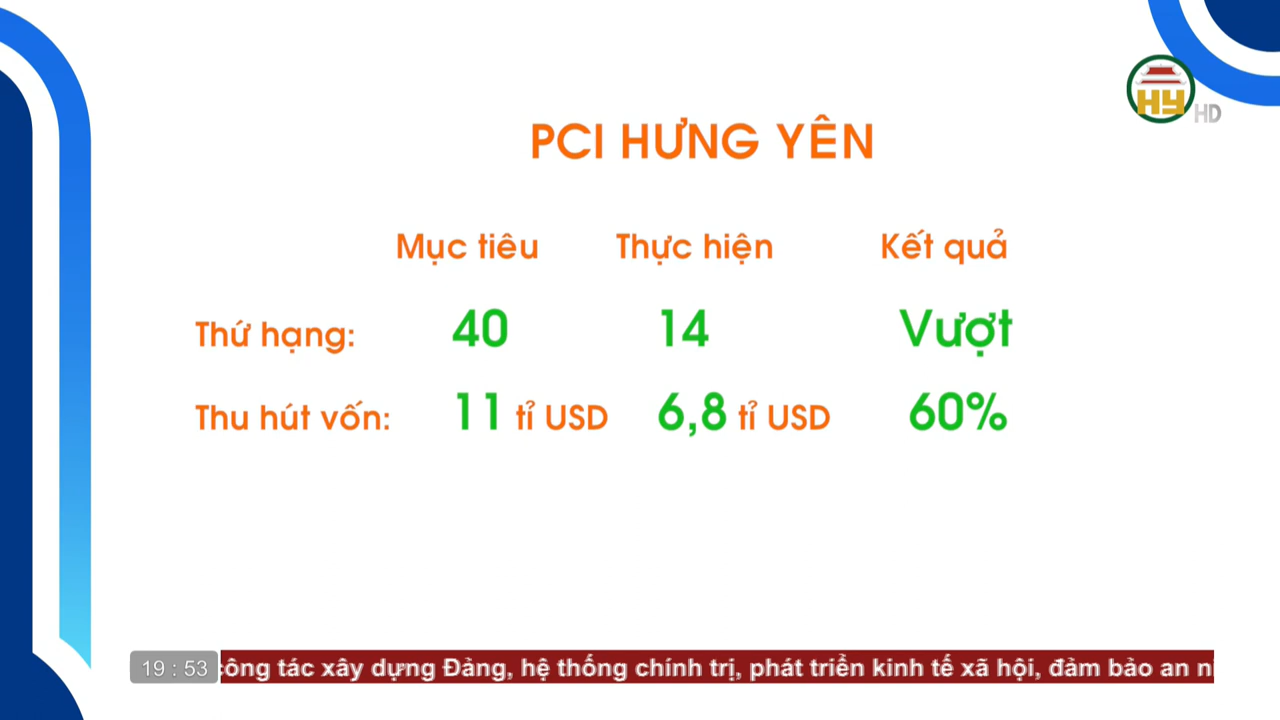 HY HD
PCI HƯNG YÊN
Mục tiêu Thực hiện Kết quả
Thứ hạng: 40 14 Vượt
Thu hút vốn: 11 tỉ USD 6,8 tỉ USD 60%
19 : 53 công tác xây dựng Đảng, hệ thống chính trị, phát triển kinh tế xã hội, đảm bảo an